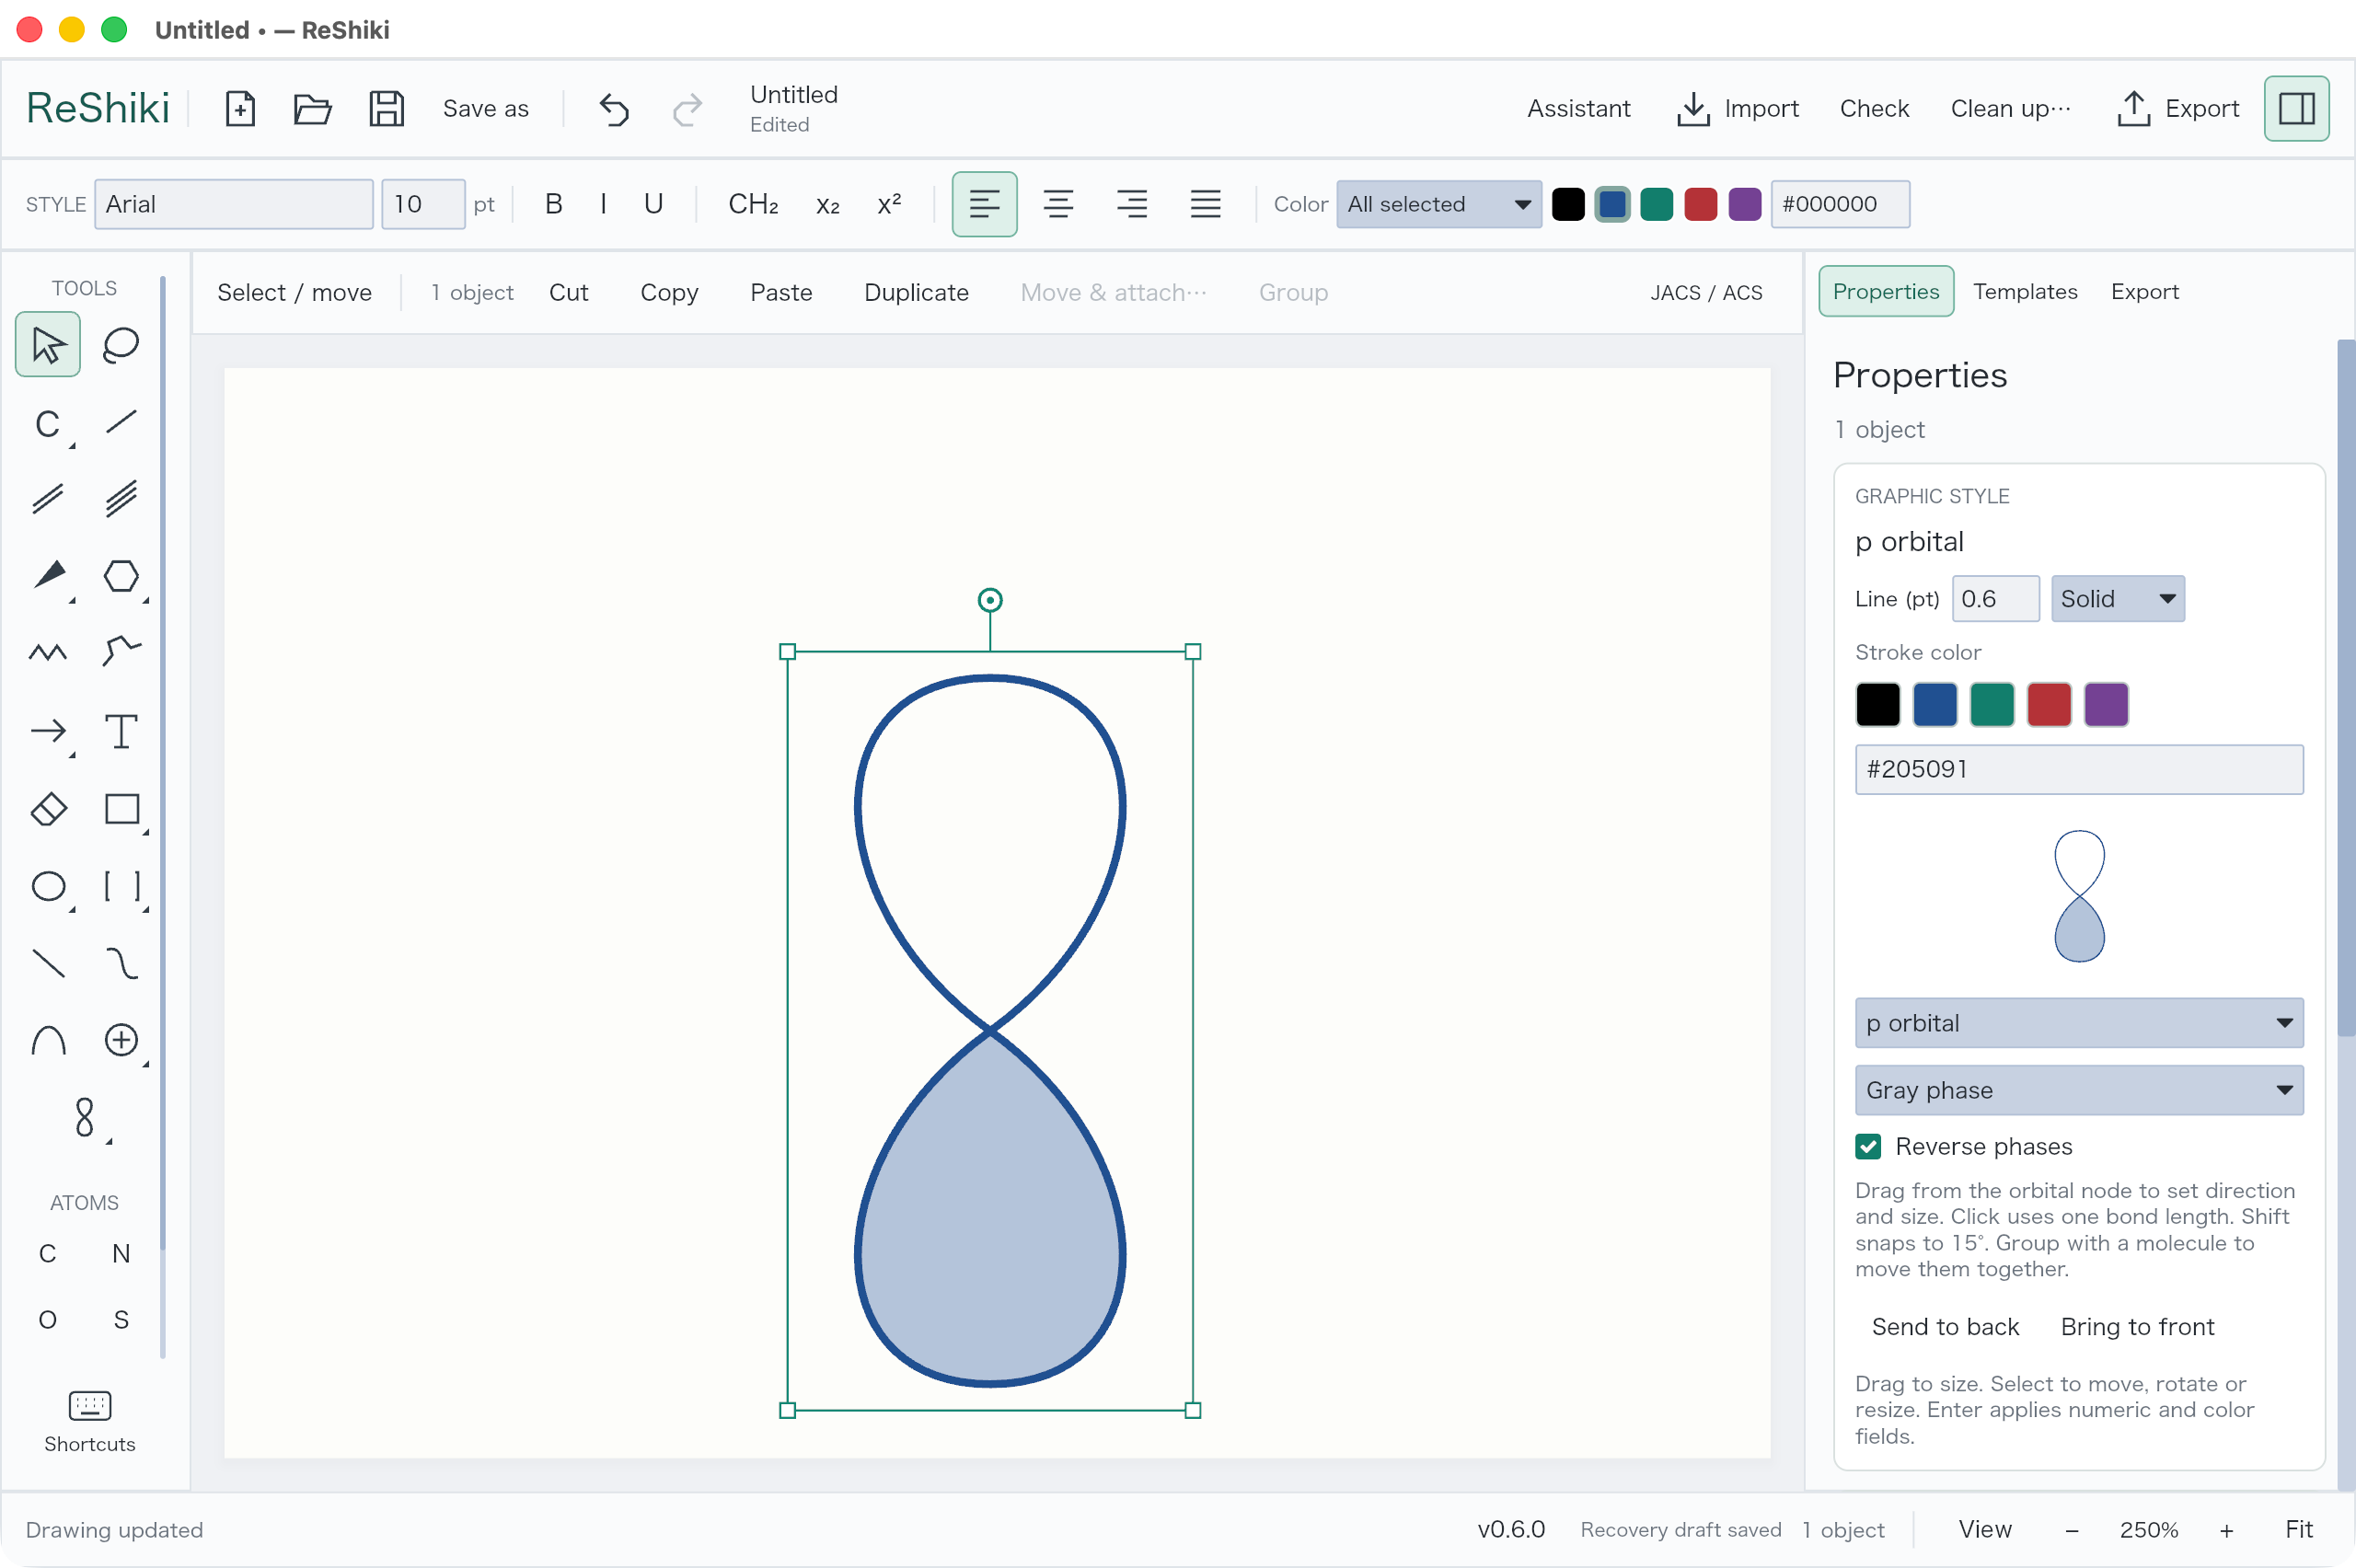 Untitled • — ReShiki
ReShiki
Save as
Untitled
Edited
Assistant
Import
Check
Clean up···
Export
STYLE
Arial
10
pt
B
I
U
CH₂
x₂
x²
Color
All selected
#000000
TOOLS
Select / move
1 object
Cut
Copy
Paste
Duplicate
Move & attach···
Group
JACS / ACS
C
T
ATOMS
C
N
O
S
Shortcuts
Properties
Templates
Export
Properties
1 object
GRAPHIC STYLE
p orbital
Line (pt)
0.6
Solid
Stroke color
#205091
p orbital
Gray phase
Reverse phases
Drag from the orbital node to set direction
and size. Click uses one bond length. Shift
snaps to 15°. Group with a molecule to
move them together.
Send to back
Bring to front
Drag to size. Select to move, rotate or
resize. Enter applies numeric and color
fields.
Drawing updated
v0.6.0
Recovery draft saved
1 object
View
−
250%
+
Fit